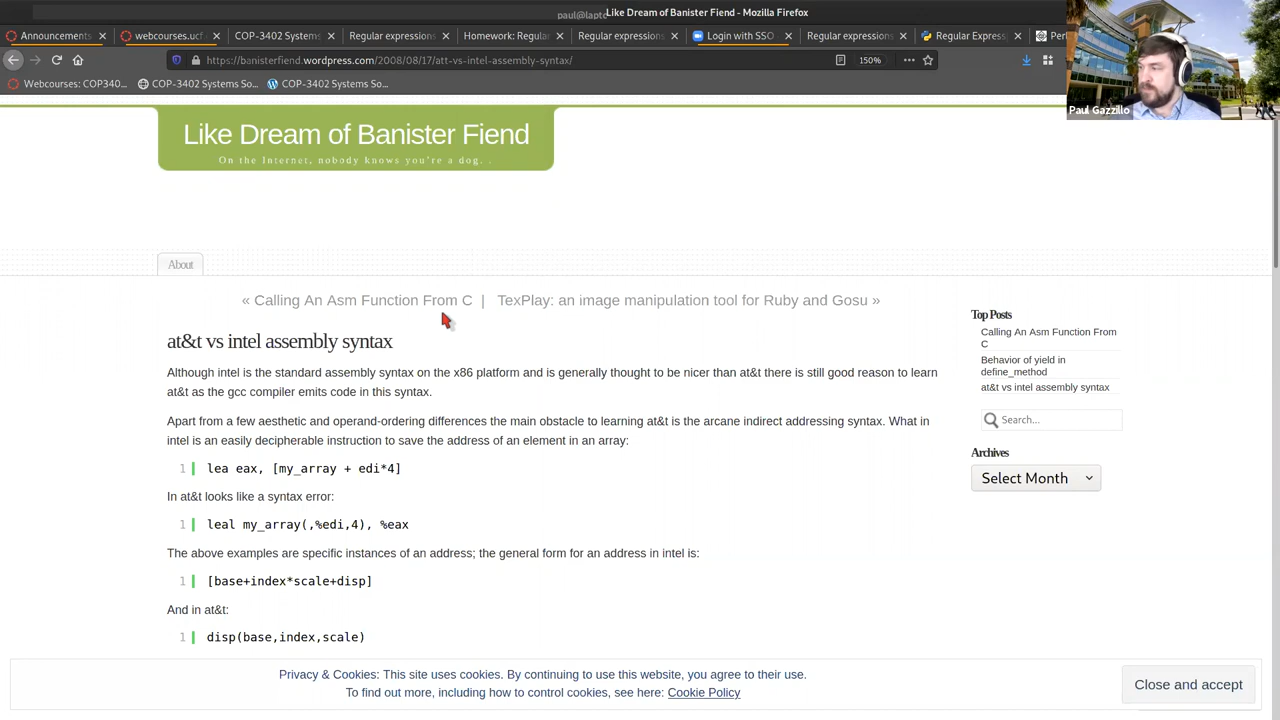 paul@lapto
Like Dream of Banister Fiend - Mozilla Firefox
Announcements
webcourses.ucf
COP-3402 Systems
Regular expressions
Homework: Regular
Regular expressions
Login with SSO
Regular expressions
Regular Express
Perl
https://banisterfiend.wordpress.com/2008/08/17/att-vs-intel-assembly-syntax/
150%
Webcourses: COP340…
COP-3402 Systems So…
COP-3402 Systems So…
Paul Gazzillo
Like Dream of Banister Fiend
On the Internet, nobody knows you're a dog. .
About
« Calling An Asm Function From C | TexPlay: an image manipulation tool for Ruby and Gosu »
at&t vs intel assembly syntax
Although intel is the standard assembly syntax on the x86 platform and is generally thought to be nicer than at&t there is still good reason to learn
at&t as the gcc compiler emits code in this syntax.
Apart from a few aesthetic and operand-ordering differences the main obstacle to learning at&t is the arcane indirect addressing syntax. What in
intel is an easily decipherable instruction to save the address of an element in an array:
1 lea eax, [my_array + edi*4]
In at&t looks like a syntax error:
1 leal my_array(,%edi,4), %eax
The above examples are specific instances of an address; the general form for an address in intel is:
1 [base+index*scale+disp]
And in at&t:
1 disp(base,index,scale)
Top Posts
Calling An Asm Function From
C
Behavior of yield in
define_method
at&t vs intel assembly syntax
Search...
Archives
Select Month
Privacy & Cookies: This site uses cookies. By continuing to use this website, you agree to their use.
To find out more, including how to control cookies, see here: Cookie Policy
Close and accept